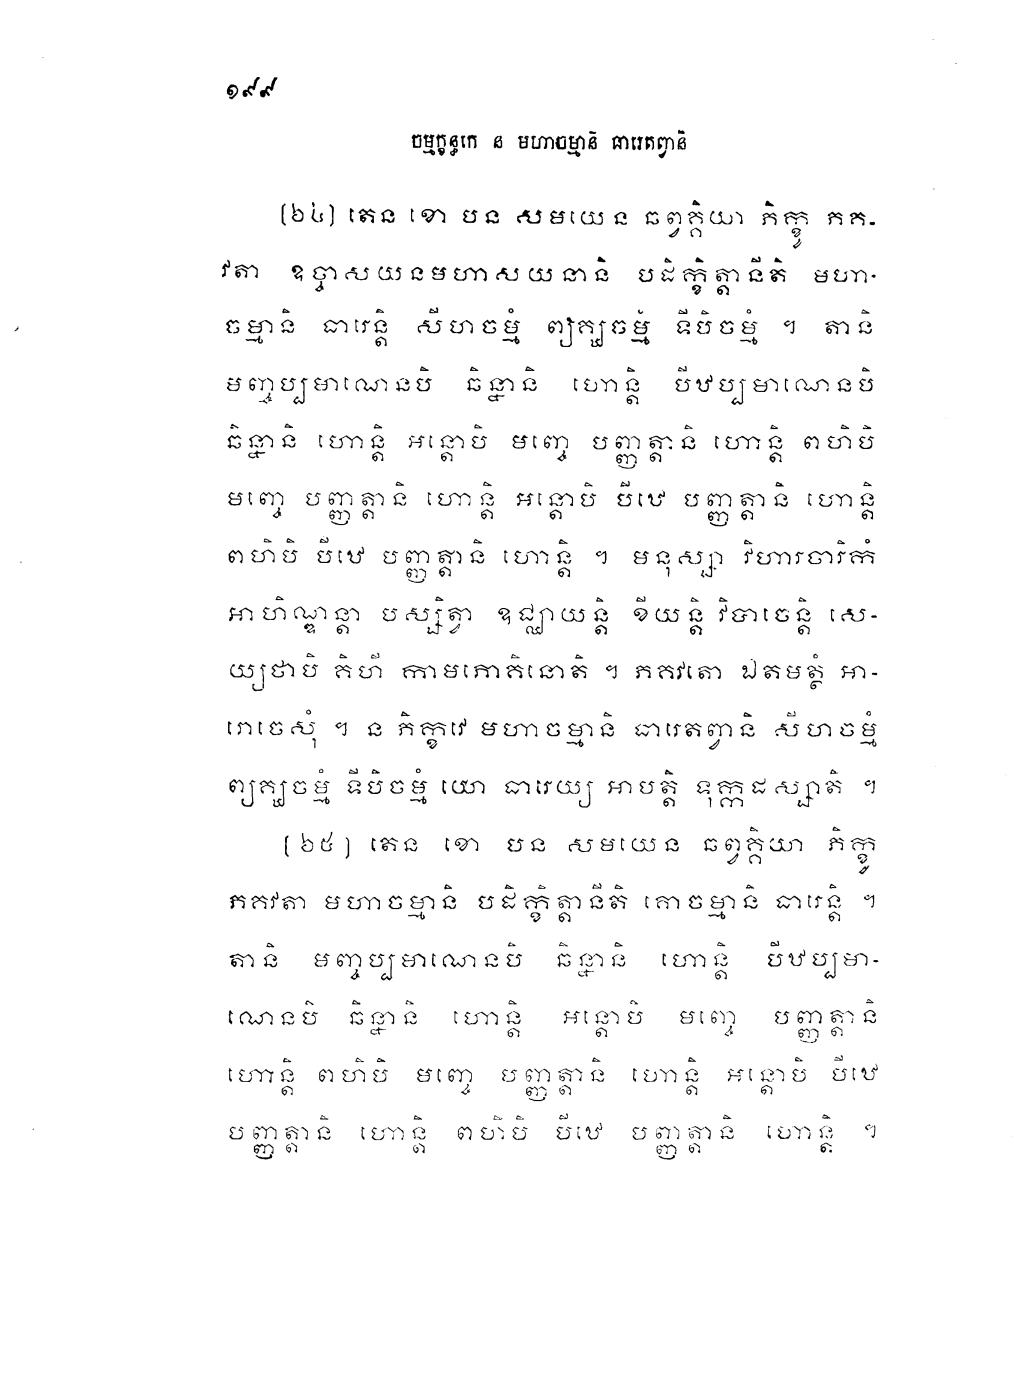 ១៩៩
ចម្មក្ខន្ធកេ ន មហាចម្មានិ ធារេតព្វានិ
(២៤) តេន ខោ បន សមយេន ឆព្វគ្គិយា ភិក្ខូ ភគ-
វតា ឧច្ចាសយនមហាសយនានិ បដិក្ខិត្តានីតិ មហា-
ចម្មានិ ធារេន្តិ សីហចម្មំ ព្យគ្ឃចម្មំ ទីបិចម្មំ ។ តានិ
មញ្ចប្បមាណេនបិ ឆិន្នានិ ហោន្តិ បីឋប្បមាណេនបិ
ឆិន្នានិ ហោន្តិ អន្តោបិ មញ្ចេ បញ្ញត្តានិ ហោន្តិ ពហិបិ
មញ្ចេ បញ្ញត្តានិ ហោន្តិ អន្តោបិ បីឋេ បញ្ញត្តានិ ហោន្តិ
ពហិបិ បីឋេ បញ្ញត្តានិ ហោន្តិ ។ មនុស្សា វិហារចារិកំ
អាហិណ្ឌន្តា បស្សិត្វា ឧជ្ឈាយន្តិ ខីយន្តិ វិបាចេន្តិ សេ-
យ្យថាបិ គិហី កាមភោគិនោតិ ។ ភគវតោ ឯតមត្ថំ អា-
រោចេសុំ ។ ន ភិក្ខវេ មហាចម្មានិ ធារេតព្វានិ សីហចម្មំ
ព្យគ្ឃចម្មំ ទីបិចម្មំ យោ ធារេយ្យ អាបត្តិ ទុក្កដស្សាតិ ។
(២៥) តេន ខោ បន សមយេន ឆព្វគ្គិយា ភិក្ខូ
ភគវតា មហាចម្មានិ បដិក្ខិត្តានីតិ គោចម្មានិ ធារេន្តិ ។
តានិ មញ្ចប្បមាណេនបិ ឆិន្នានិ ហោន្តិ បីឋប្បមា-
ណេនបិ ឆិន្នានិ ហោន្តិ អន្តោបិ មញ្ចេ បញ្ញត្តានិ
ហោន្តិ ពហិបិ មញ្ចេ បញ្ញត្តានិ ហោន្តិ អន្តោបិ បីឋេ
បញ្ញត្តានិ ហោន្តិ ពហិបិ បីឋេ បញ្ញត្តានិ ហោន្តិ ។